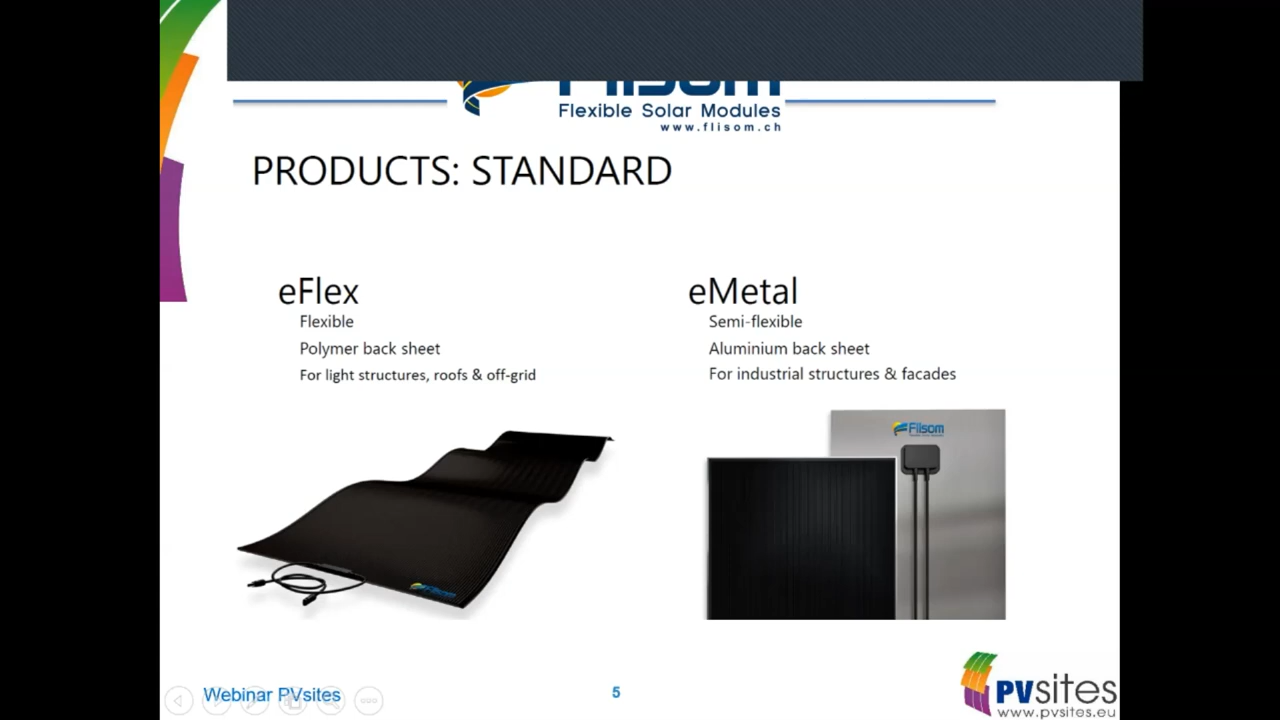 Flisom
Flexible Solar Modules
www.flisom.ch
PRODUCTS: STANDARD
eFlex
Flexible
Polymer back sheet
For light structures, roofs & off-grid
eMetal
Semi-flexible
Aluminium back sheet
For industrial structures & facades
Flisom
Flisom
Webinar PVsites
5
PVsites
www.pvsites.eu